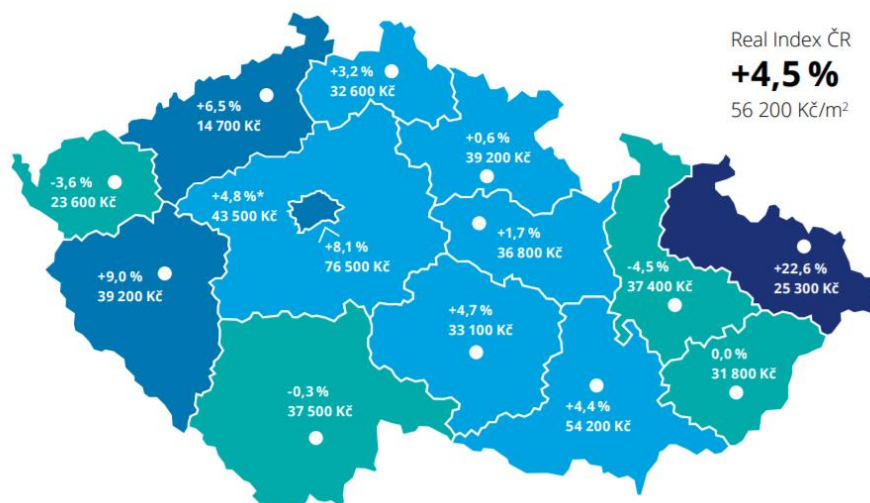 Real Index ČR
+4,5 %
56 200 Kč/m²
+3,2 %
32 600 Kč
+6,5 %
14 700 Kč
+0,6 %
39 200 Kč
-3,6 %
23 600 Kč
+4,8 %*
43 500 Kč
+8,1 %
76 500 Kč
+1,7 %
36 800 Kč
-4,5 %
37 400 Kč
+22,6 %
25 300 Kč
+9,0 %
39 200 Kč
+4,7 %
33 100 Kč
0,0 %
31 800 Kč
-0,3 %
37 500 Kč
+4,4 %
54 200 Kč